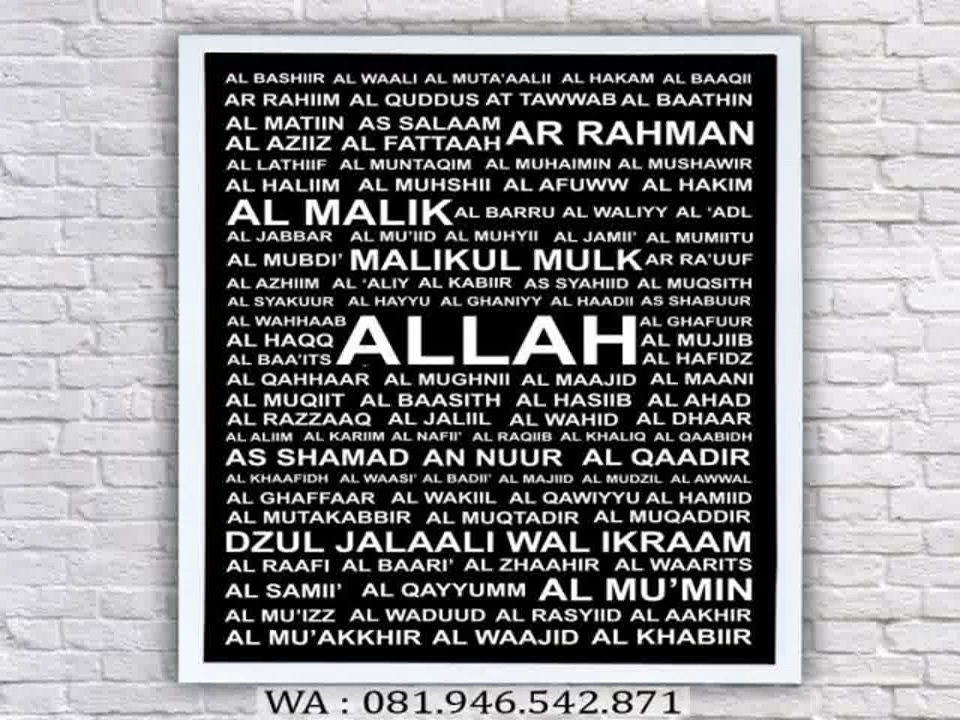 AL BASHIIR AL WAALI AL MUTA'AALII AL HAKAM AL BAAQII
AR RAHIIM AL QUDDUS AT TAWWAB AL BAATHIN
AL MATIIN AS SALAAM
AL AZIIZ AL FATTAAH
AR RAHMAN
AL LATHIIF AL MUNTAQIM AL MUHAIMIN AL MUSHAWIR
AL HALIIM AL MUHSHII AL AFUWW AL HAKIM
AL MALIK AL BARRU AL WALIYY AL 'ADL
AL JABBAR AL MU'IID AL MUHYII AL JAMII' AL MUMIITU
AL MUBDI' MALIKUL MULK AR RA'UUF
AL AZHIIM AL 'ALIY AL KABIIR AS SYAHIID AL MUQSITH
AL SYAKUUR AL HAYYU AL GHANIYY AL HAADII AS SHABUUR
AL WAHHAAB
AL HAQQ
AL BAA'ITS
ALLAH
AL GHAFUUR
AL MUJIIB
AL HAFIDZ
AL QAHHAAR AL MUGHNII AL MAAJID AL MAANI
AL MUQIIT AL BAASITH AL HASIIB AL AHAD
AL RAZZAAQ AL JALIIL AL WAHID AL DHAAR
AL ALIIM AL KARIIM AL NAFII' AL RAQIIB AL KHALIQ AL QAABIDH
AS SHAMAD AN NUUR AL QAADIR
AL KHAAFIDH AL WAASI' AL BADII' AL MAJIID AL MUDZIL AL AWWAL
AL GHAFFAAR AL WAKIIL AL QAWIYYU AL HAMIID
AL MUTAKABBIR AL MUQTADIR AL MUQADDIR
DZUL JALAALI WAL IKRAAM
AL RAAFI AL BAARI' AL ZHAAHIR AL WAARITS
AL SAMII' AL QAYYUMM AL MU'MIN
AL MU'IZZ AL WADUUD AL RASYIID AL AAKHIR
AL MU'AKKHIR AL WAAJID AL KHABIIR
WA : 081.946.542.871